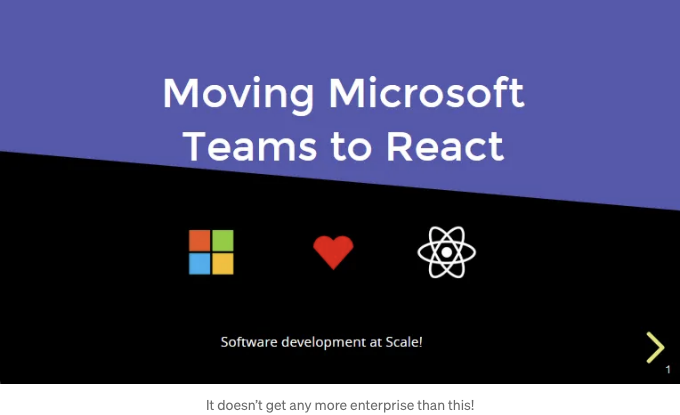 Moving Microsoft
Teams to React
Software development at Scale!
1
It doesn’t get any more enterprise than this!